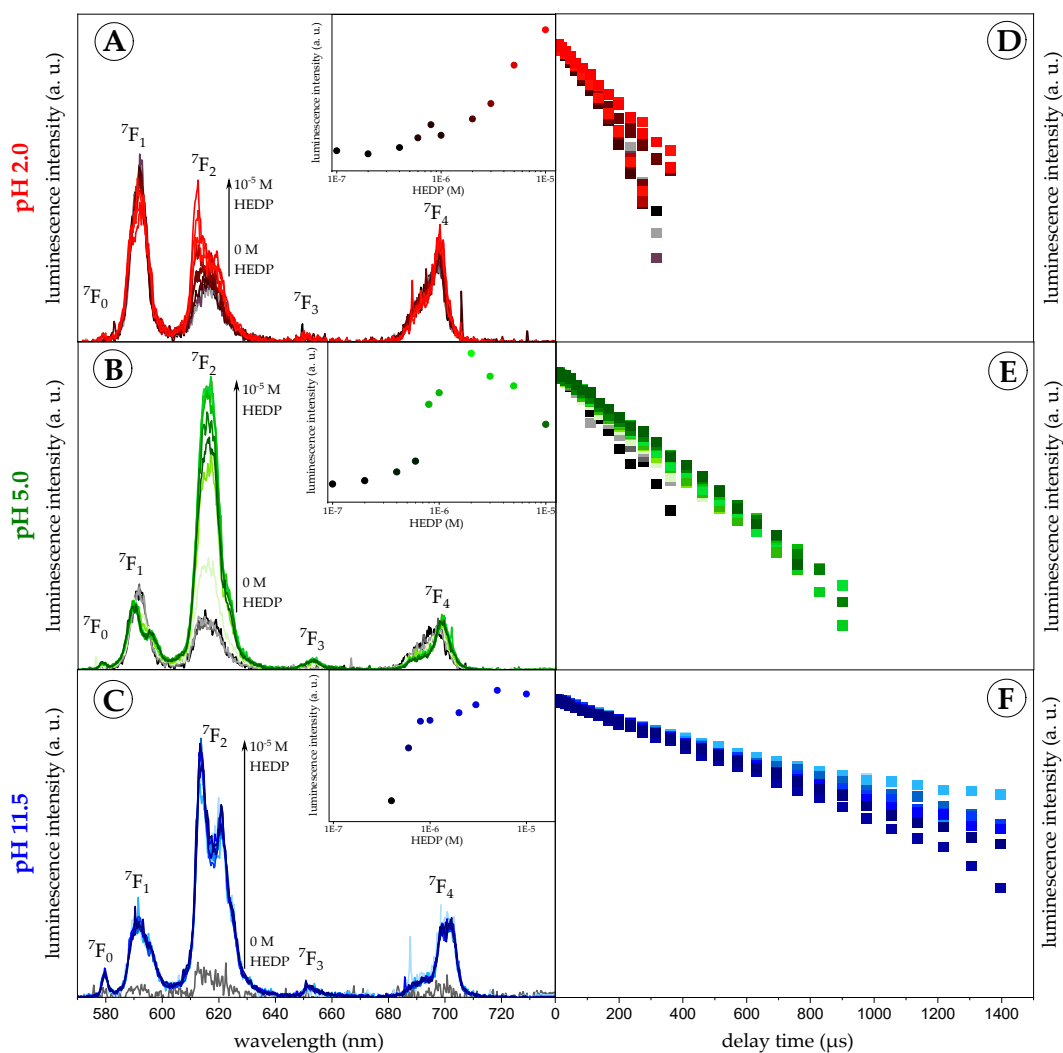 A
D
pH 2.0
luminescence intensity (a. u.)
⁷F₀
⁷F₁
⁷F₂
10⁻⁵ M
HEDP
0 M
HEDP
⁷F₃
⁷F₄
luminescence intensity (a. u.)
1E-7
1E-6
1E-5
HEDP (M)
luminescence intensity (a. u.)
B
E
pH 5.0
luminescence intensity (a. u.)
⁷F₀
⁷F₁
⁷F₂
10⁻⁵ M
HEDP
0 M
HEDP
⁷F₃
⁷F₄
luminescence intensity (a. u.)
1E-7
1E-6
1E-5
HEDP (M)
luminescence intensity (a. u.)
C
F
pH 11.5
luminescence intensity (a. u.)
⁷F₀
⁷F₁
⁷F₂
10⁻⁵ M
HEDP
0 M
HEDP
⁷F₃
⁷F₄
luminescence intensity (a. u.)
1E-7
1E-6
1E-5
HEDP (M)
luminescence intensity (a. u.)
580 600 620 640 660 680 700 720
0 200 400 600 800 1000 1200 1400
wavelength (nm)
delay time (µs)